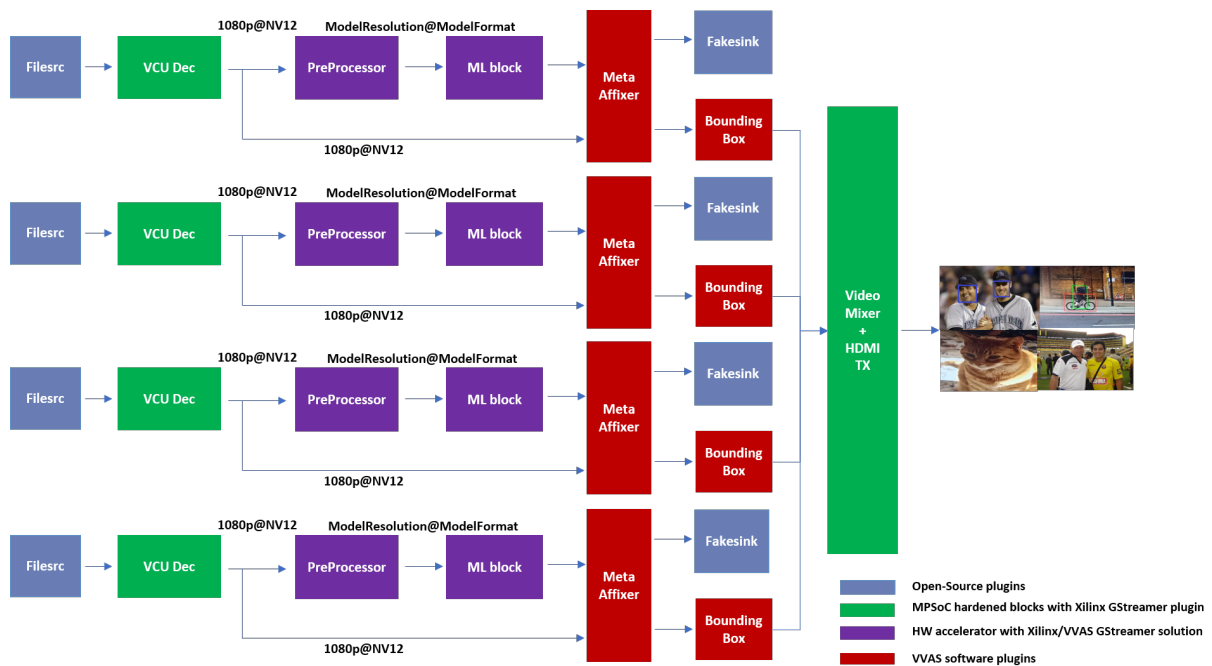 1080p@NV12
ModelResolution@ModelFormat
Filesrc
VCU Dec
PreProcessor
ML block
Meta
Affixer
Fakesink
Bounding
Box
1080p@NV12
1080p@NV12
ModelResolution@ModelFormat
Filesrc
VCU Dec
PreProcessor
ML block
Meta
Affixer
Fakesink
Bounding
Box
1080p@NV12
1080p@NV12
ModelResolution@ModelFormat
Filesrc
VCU Dec
PreProcessor
ML block
Meta
Affixer
Fakesink
Bounding
Box
1080p@NV12
1080p@NV12
ModelResolution@ModelFormat
Filesrc
VCU Dec
PreProcessor
ML block
Meta
Affixer
Fakesink
Bounding
Box
1080p@NV12
Video
Mixer
+
HDMI
TX
Open-Source plugins
MPSoC hardened blocks with Xilinx GStreamer plugin
HW accelerator with Xilinx/VVAS GStreamer solution
VVAS software plugins